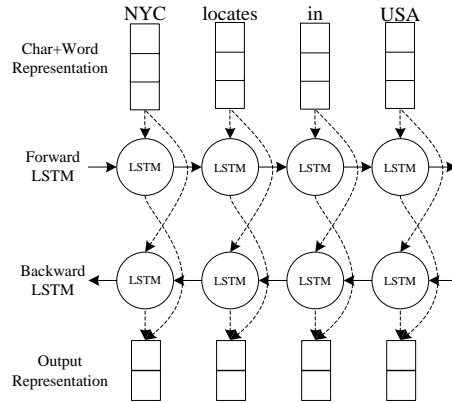 NYC locates in USA
Char+Word
Representation
Forward
LSTM
LSTM LSTM LSTM LSTM
Backward
LSTM
LSTM LSTM LSTM LSTM
Output
Representation